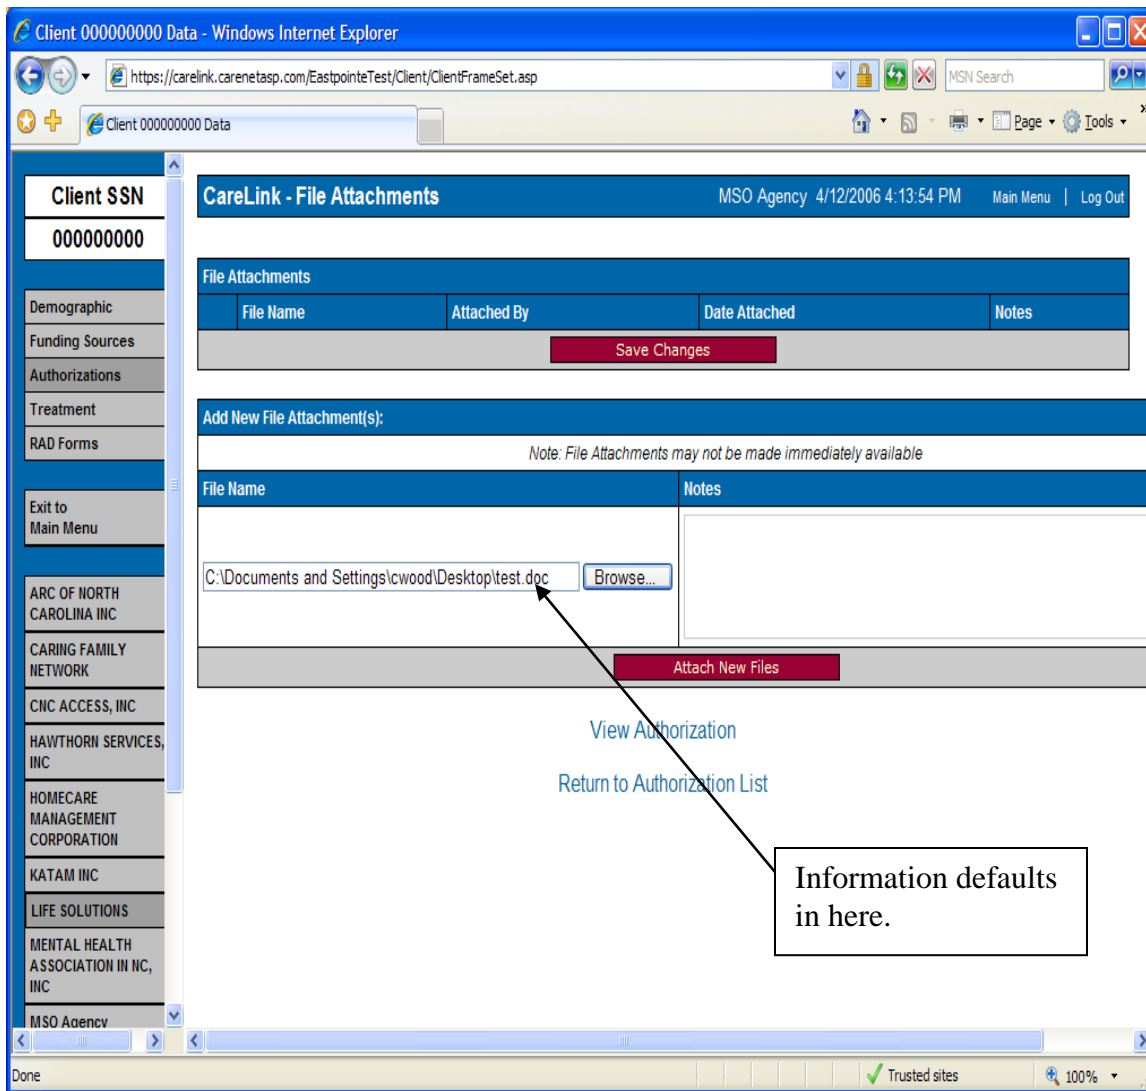 Client 000000000 Data - Windows Internet Explorer
https://carelink.carenetasp.com/EastpointeTest/Client/ClientFrameSet.asp
MSN Search
Client 000000000 Data
Page
Tools
Client SSN
000000000
Demographic
Funding Sources
Authorizations
Treatment
RAD Forms
Exit to
Main Menu
ARC OF NORTH
CAROLINA INC
CARING FAMILY
NETWORK
CNC ACCESS, INC
HAWTHORN SERVICES,
INC
HOMECARE
MANAGEMENT
CORPORATION
KATAM INC
LIFE SOLUTIONS
MENTAL HEALTH
ASSOCIATION IN NC,
INC
MSO Agency
CareLink - File Attachments MSO Agency 4/12/2006 4:13:54 PM Main Menu | Log Out
File Attachments
File Name Attached By Date Attached Notes
Save Changes
Add New File Attachment(s):
Note: File Attachments may not be made immediately available
File Name Notes
C:\Documents and Settings\cwood\Desktop\test.doc Browse...
Attach New Files
View Authorization
Return to Authorization List
Information defaults
in here.
Done Trusted sites 100%